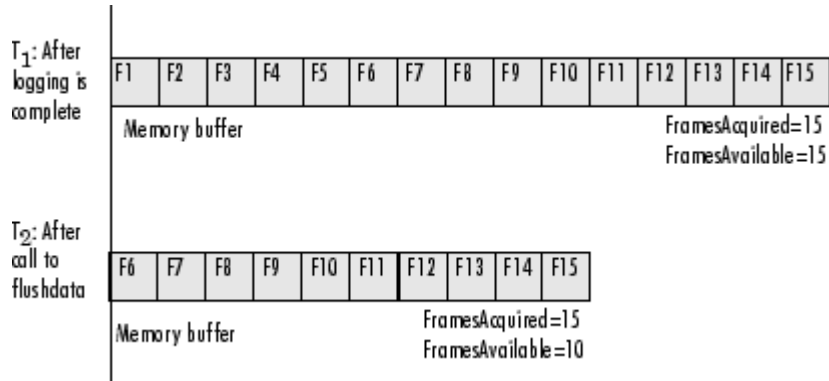 T1: After
logging is
complete
F1 F2 F3 F4 F5 F6 F7 F8 F9 F10 F11 F12 F13 F14 F15
Memory buffer
FramesAcquired=15
FramesAvailable=15
T2: After
call to
flushdata
F6 F7 F8 F9 F10 F11 F12 F13 F14 F15
Memory buffer
FramesAcquired=15
FramesAvailable=10